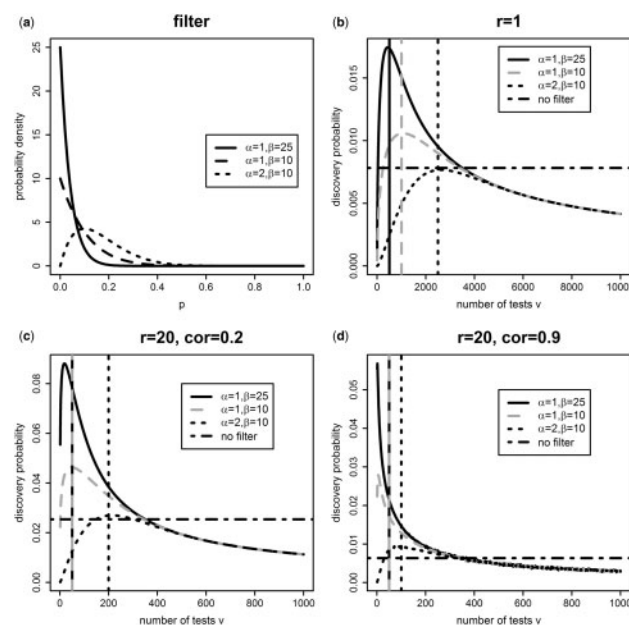 (a)
filter
probability density
25
20
15
10
5
0
α=1,β=25
α=1,β=10
α=2,β=10
0.0 0.2 0.4 0.6 0.8 1.0
p
(b)
r=1
discovery probability
0.015
0.010
0.005
0.000
α=1,β=25
α=1,β=10
α=2,β=10
no filter
0 2000 4000 6000 8000 10000
number of tests v
(c)
r=20, cor=0.2
discovery probability
0.08
0.06
0.04
0.02
0.00
α=1,β=25
α=1,β=10
α=2,β=10
no filter
0 200 400 600 800 1000
number of tests v
(d)
r=20, cor=0.9
discovery probability
0.05
0.04
0.03
0.02
0.01
0.00
α=1,β=25
α=1,β=10
α=2,β=10
no filter
0 200 400 600 800 1000
number of tests v